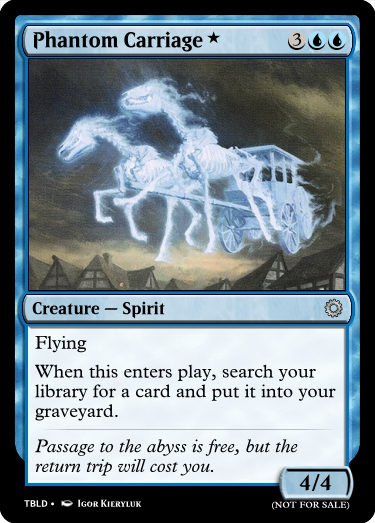 Phantom Carriage ★ 3
Creature — Spirit
Flying
When this enters play, search your
library for a card and put it into your
graveyard.
Passage to the abyss is free, but the
return trip will cost you.
4/4
TBLD • Igor Kieryluk (NOT FOR SALE)